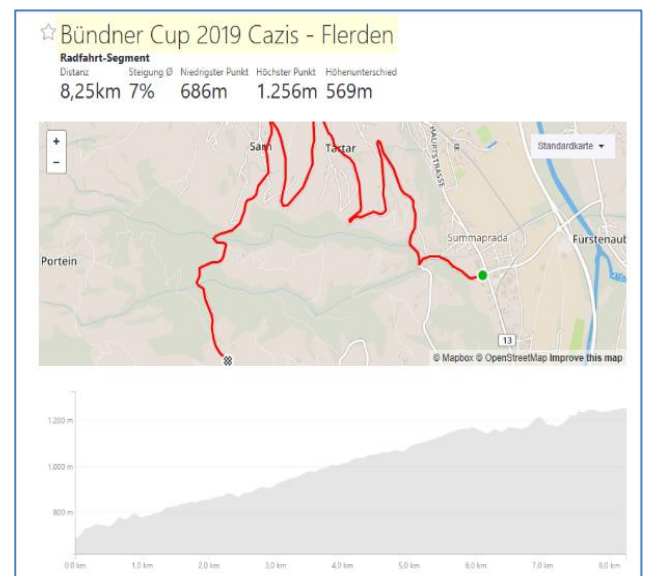 Bündner Cup 2019 Cazis - Flerden
Radfahrt-Segment
Distanz Steigung Ø Niedrigster Punkt Höchster Punkt Höhenunterschied
8,25km 7% 686m 1.256m 569m
+
−
Standardkarte
Sarn Tartar
HAUPTSTRASSE
Summaprada
Furstenaub
Portein
13
© Mapbox © OpenStreetMap Improve this map
1,200 m
1,000 m
800 m
0.0 km 1.0 km 2.0 km 3.0 km 4.0 km 5.0 km 6.0 km 7.0 km 8.0 km